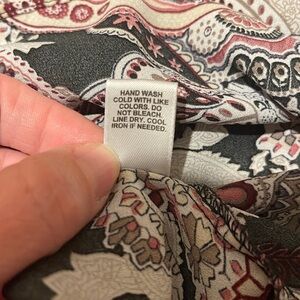 HAND WASH
COLD WITH LIKE
COLORS. DO
NOT BLEACH.
LINE DRY. COOL
IRON IF NEEDED.